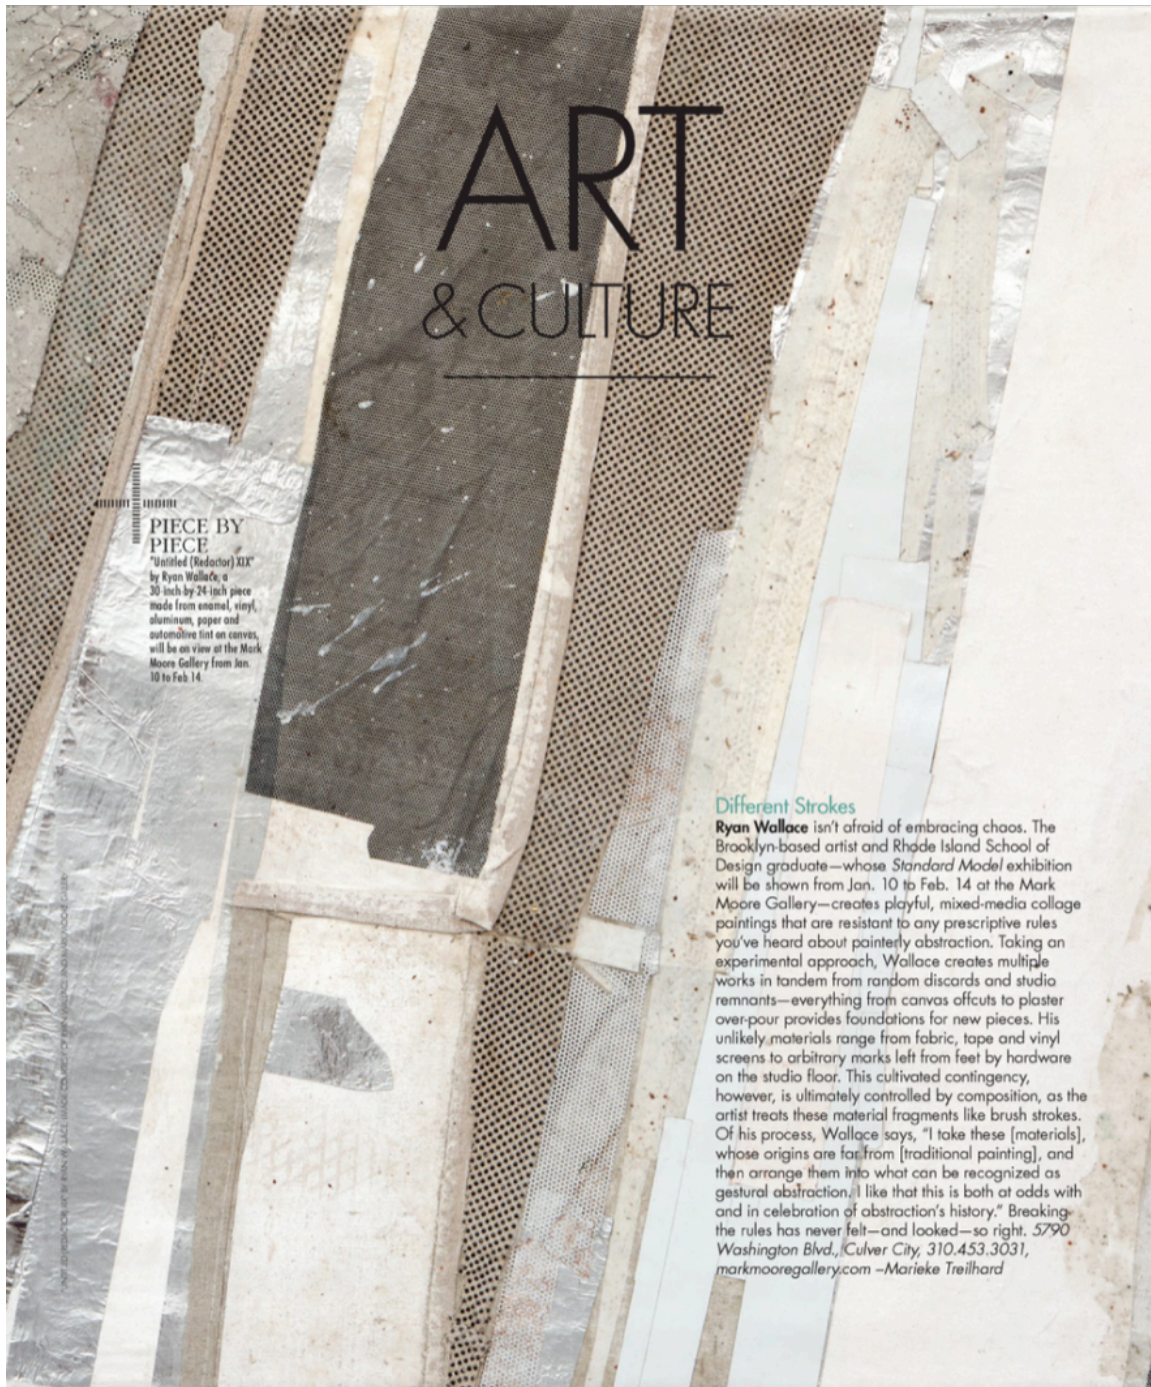 ART
& CULTURE
PIECE BY
PIECE
"Untitled (Redactor) XIX"
by Ryan Wallace, a
30-inch-by-24-inch piece
made from enamel, vinyl,
aluminum, paper and
automotive tint on canvas,
will be on view at the Mark
Moore Gallery from Jan.
10 to Feb 14.
Different Strokes
Ryan Wallace isn't afraid of embracing chaos. The
Brooklyn-based artist and Rhode Island School of
Design graduate—whose Standard Model exhibition
will be shown from Jan. 10 to Feb. 14 at the Mark
Moore Gallery—creates playful, mixed-media collage
paintings that are resistant to any prescriptive rules
you've heard about painterly abstraction. Taking an
experimental approach, Wallace creates multiple
works in tandem from random discards and studio
remnants—everything from canvas offcuts to plaster
over-pour provides foundations for new pieces. His
unlikely materials range from fabric, tape and vinyl
screens to arbitrary marks left from feet by hardware
on the studio floor. This cultivated contingency,
however, is ultimately controlled by composition, as the
artist treats these material fragments like brush strokes.
Of his process, Wallace says, "I take these [materials],
whose origins are far from [traditional painting], and
then arrange them into what can be recognized as
gestural abstraction. I like that this is both at odds with
and in celebration of abstraction's history." Breaking
the rules has never felt—and looked—so right. 5790
Washington Blvd., Culver City, 310.453.3031,
markmooregallery.com –Marieke Treilhard